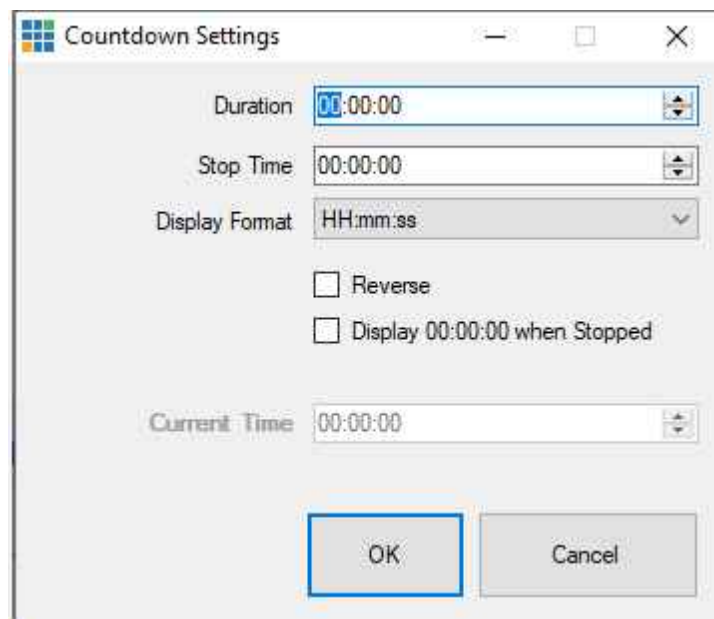 Countdown Settings
Duration 00:00:00
Stop Time 00:00:00
Display Format HH:mm:ss
Reverse
Display 00:00:00 when Stopped
Current Time 00:00:00
OK Cancel